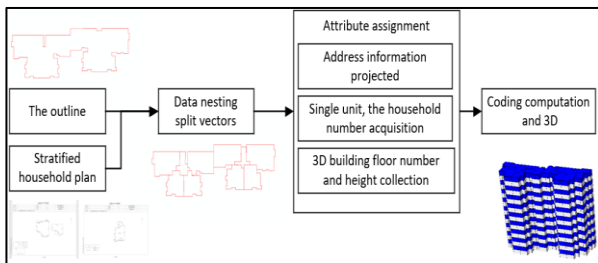 The outline
Stratified household plan
Data nesting split vectors
Attribute assignment
Address information projected
Single unit, the household number acquisition
3D building floor number and height collection
Coding computation and 3D